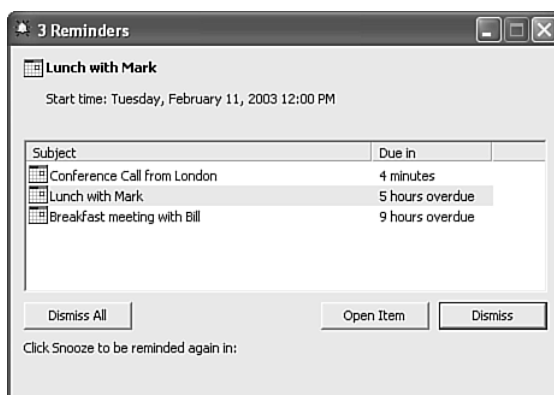 3 Reminders
Lunch with Mark
Start time: Tuesday, February 11, 2003 12:00 PM
Subject Due in
Conference Call from London 4 minutes
Lunch with Mark 5 hours overdue
Breakfast meeting with Bill 9 hours overdue
Dismiss All Open Item Dismiss
Click Snooze to be reminded again in: